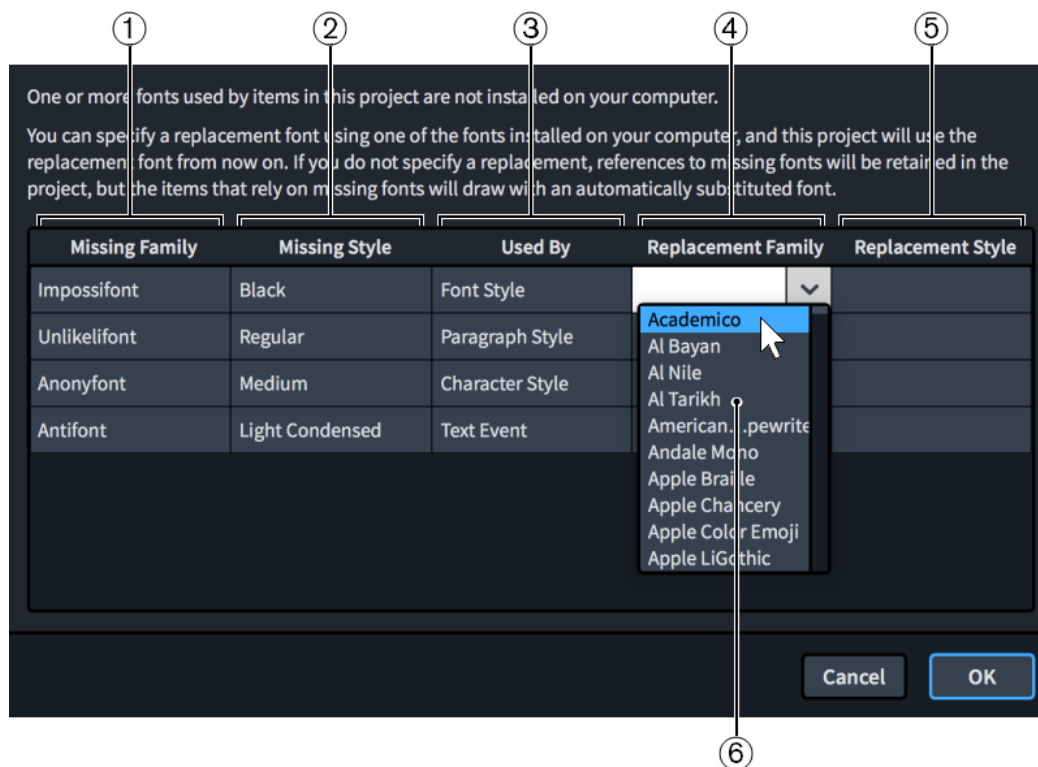 ① ② ③ ④ ⑤
One or more fonts used by items in this project are not installed on your computer.
You can specify a replacement font using one of the fonts installed on your computer, and this project will use the
replacement font from now on. If you do not specify a replacement, references to missing fonts will be retained in the
project, but the items that rely on missing fonts will draw with an automatically substituted font.
Missing Family Missing Style Used By Replacement Family Replacement Style
Impossifont Black Font Style
Unlikelifont Regular Paragraph Style
Anonyfont Medium Character Style
Antifont Light Condensed Text Event
Academico
Al Bayan
Al Nile
Al Tarikh
American…pewrite
Andale Mono
Apple Braille
Apple Chancery
Apple Color Emoji
Apple LiGothic
Cancel OK
⑥